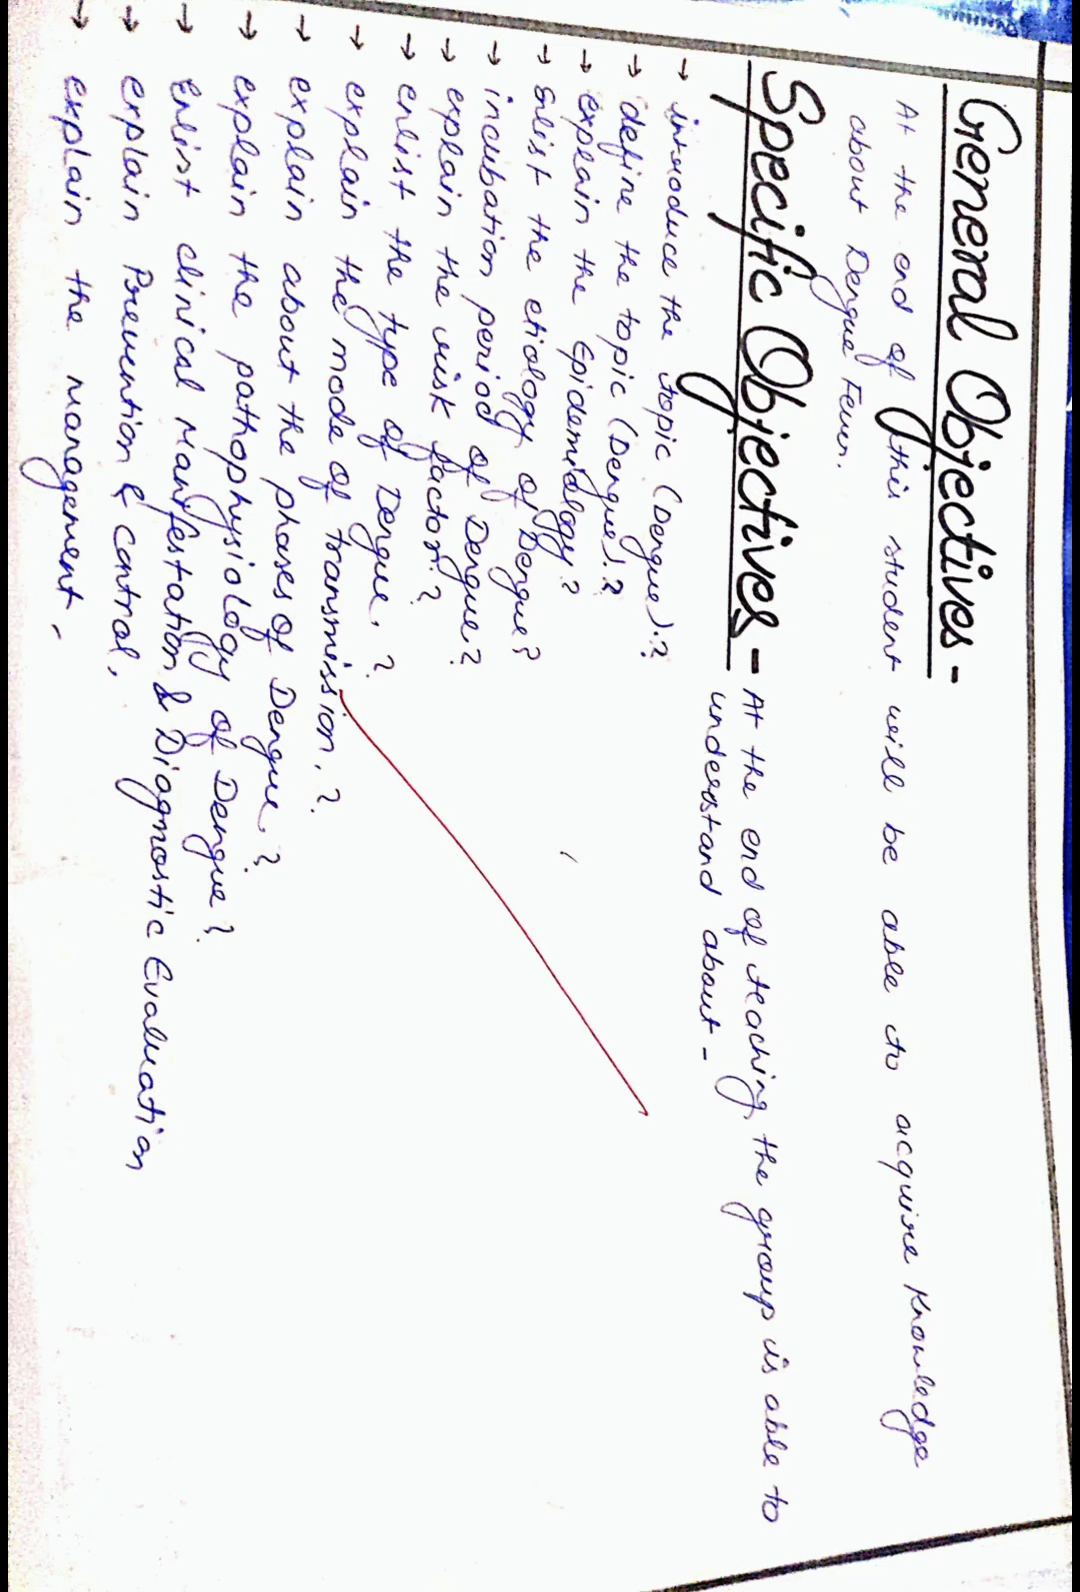 General Objectives -
At the end of this student will be able to acquire Knowledge
about Dengue Fever.
Specific Objectives - At the end of teaching, the group is able to
understand about -
→ introduce the topic (Dengue).?
→ define the topic (Dengue).?
→ explain the Epidemiology?
→ enlist the etiology of Dengue?
→ incubation period of Dengue.?
→ explain the risk factor.?
→ enlist the type of Dengue.?
→ explain the mode of transmission.?
→ explain about the phases of Dengue.?
→ explain the pathophysiology of Dengue?
→ Enlist clinical Manifestation & Diagnostic Evaluation
→ explain Prevention & control.
→ explain the management.